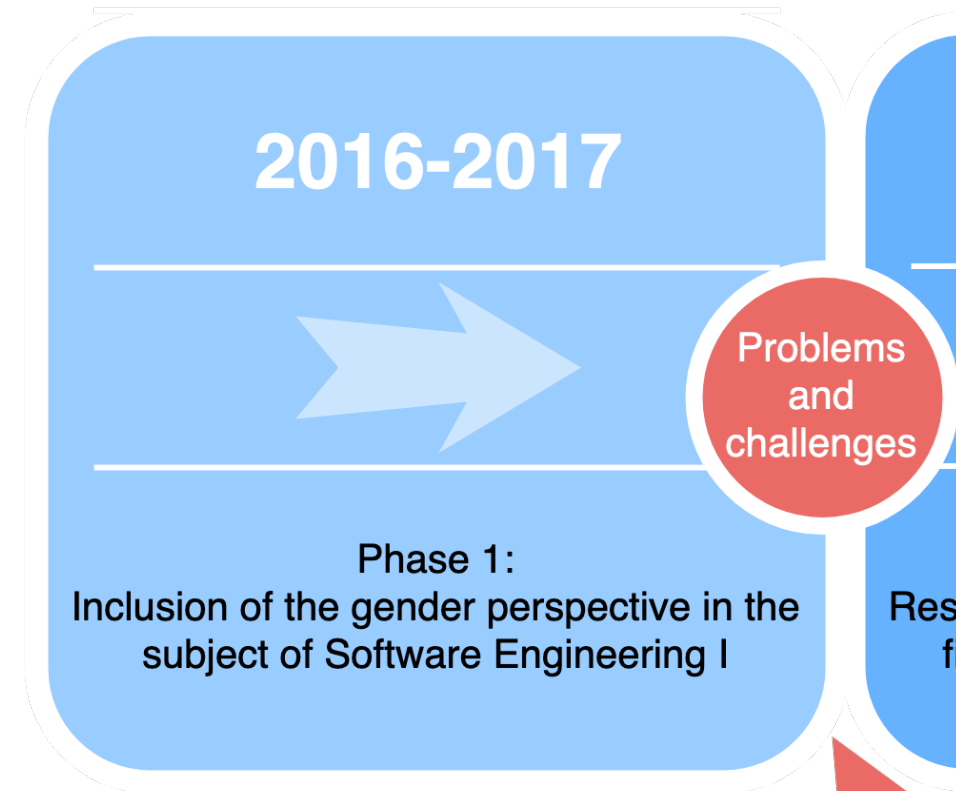 2016-2017
Problems
and
challenges
Phase 1:
Inclusion of the gender perspective in the
subject of Software Engineering I